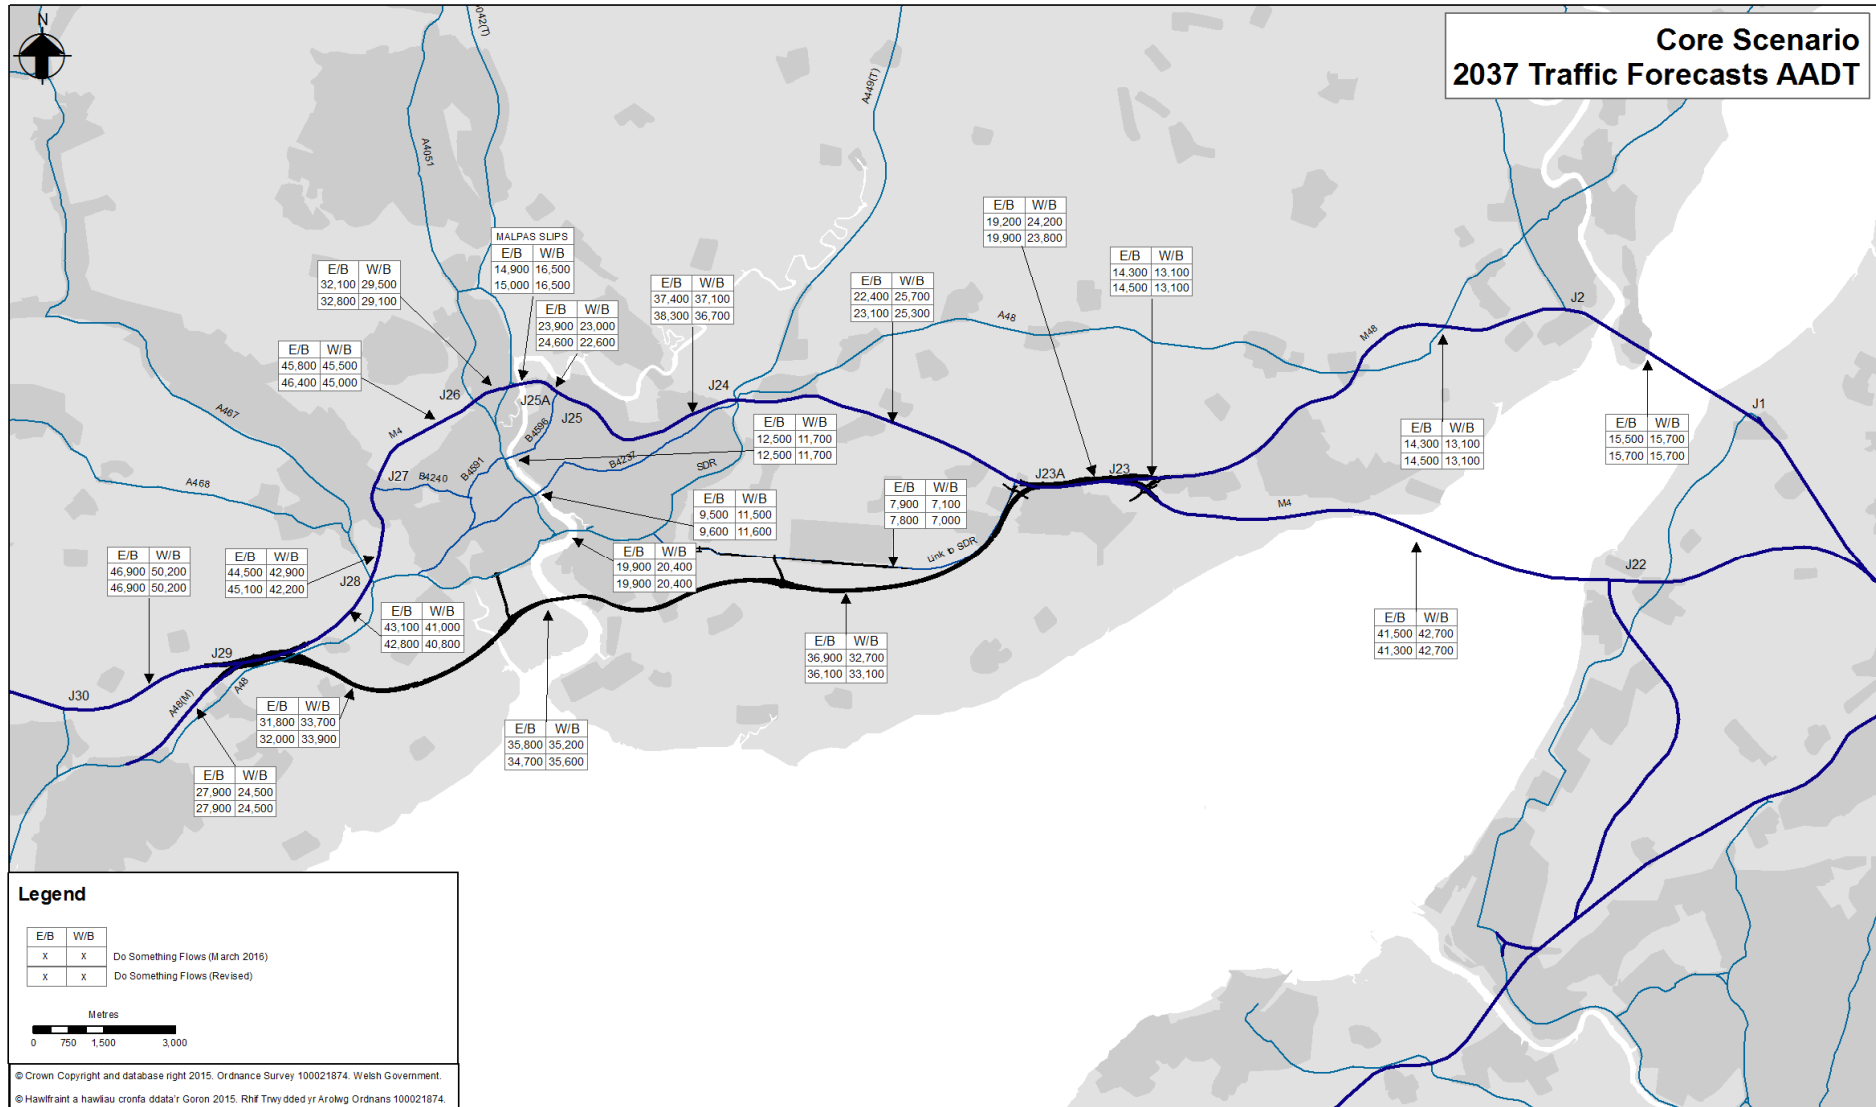 N
Core Scenario
2037 Traffic Forecasts AADT
A4051
A449(T)
E/B W/B
19,200 24,200
19,900 23,800
MALPAS SLIPS
E/B W/B
14,900 16,500
15,000 16,500
E/B W/B
14,300 13,100
14,500 13,100
E/B W/B
32,100 29,500
32,800 29,100
E/B W/B
37,400 37,100
38,300 36,700
E/B W/B
22,400 25,700
23,100 25,300
E/B W/B
23,900 23,000
24,600 22,600
A48
M48
J2
E/B W/B
45,800 45,500
46,400 45,000
J26
J25A
J25
J24
J1
A467
M4
B4596
E/B W/B
12,500 11,700
12,500 11,700
E/B W/B
14,300 13,100
14,500 13,100
E/B W/B
15,500 15,700
15,700 15,700
B4237
SDR
J27
B4240
B4591
J23A
J23
A468
M4
E/B W/B
9,500 11,500
9,600 11,600
E/B W/B
7,900 7,100
7,800 7,000
Link to SDR
E/B W/B
46,900 50,200
46,900 50,200
E/B W/B
44,500 42,900
45,100 42,200
J28
E/B W/B
19,900 20,400
19,900 20,400
J22
E/B W/B
43,100 41,000
42,800 40,800
E/B W/B
36,900 32,700
36,100 33,100
E/B W/B
41,500 42,700
41,300 42,700
J29
J30
A48(M)
A48
E/B W/B
31,800 33,700
32,000 33,900
E/B W/B
35,800 35,200
34,700 35,600
E/B W/B
27,900 24,500
27,900 24,500
Legend
E/B W/B
x x Do Something Flows (March 2016)
x x Do Something Flows (Revised)
Metres
0 750 1,500 3,000
© Crown Copyright and database right 2015. Ordnance Survey 100021874. Welsh Government.
© Hawlfraint a hawliau cronfa ddata'r Goron 2015. Rhif Trwydded yr Arolwg Ordnans 100021874.